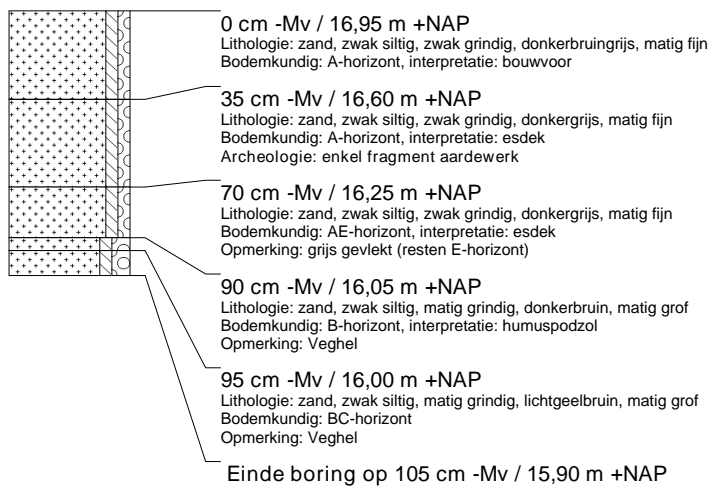 0 cm -Mv / 16,95 m +NAP
Lithologie: zand, zwak siltig, zwak grindig, donkerbruingrijs, matig fijn
Bodemkundig: A-horizont, interpretatie: bouwvoor
35 cm -Mv / 16,60 m +NAP
Lithologie: zand, zwak siltig, zwak grindig, donkergrijs, matig fijn
Bodemkundig: A-horizont, interpretatie: esdek
Archeologie: enkel fragment aardewerk
70 cm -Mv / 16,25 m +NAP
Lithologie: zand, zwak siltig, zwak grindig, donkergrijs, matig fijn
Bodemkundig: AE-horizont, interpretatie: esdek
Opmerking: grijs gevlekt (resten E-horizont)
90 cm -Mv / 16,05 m +NAP
Lithologie: zand, zwak siltig, matig grindig, donkerbruin, matig grof
Bodemkundig: B-horizont, interpretatie: humuspodzol
Opmerking: Veghel
95 cm -Mv / 16,00 m +NAP
Lithologie: zand, zwak siltig, matig grindig, lichtgeelbruin, matig grof
Bodemkundig: BC-horizont
Opmerking: Veghel
Einde boring op 105 cm -Mv / 15,90 m +NAP